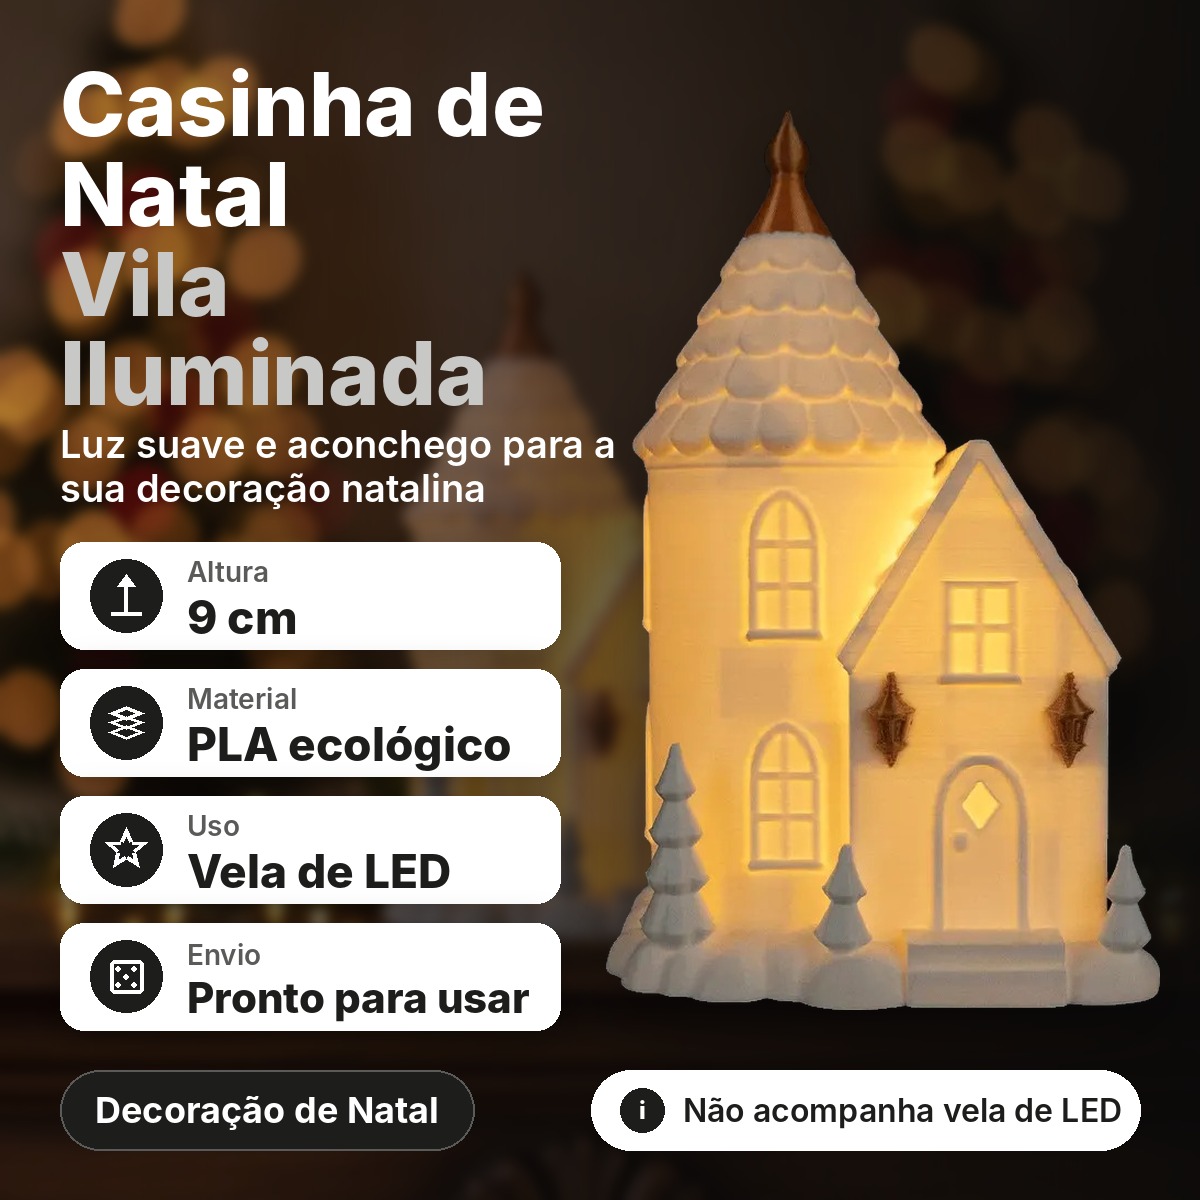 Casinha de
Natal
Vila
Iluminada
Luz suave e aconchego para a
sua decoração natalina
Altura
9 cm
Material
PLA ecológico
Uso
Vela de LED
Envio
Pronto para usar
Decoração de Natal
i Não acompanha vela de LED